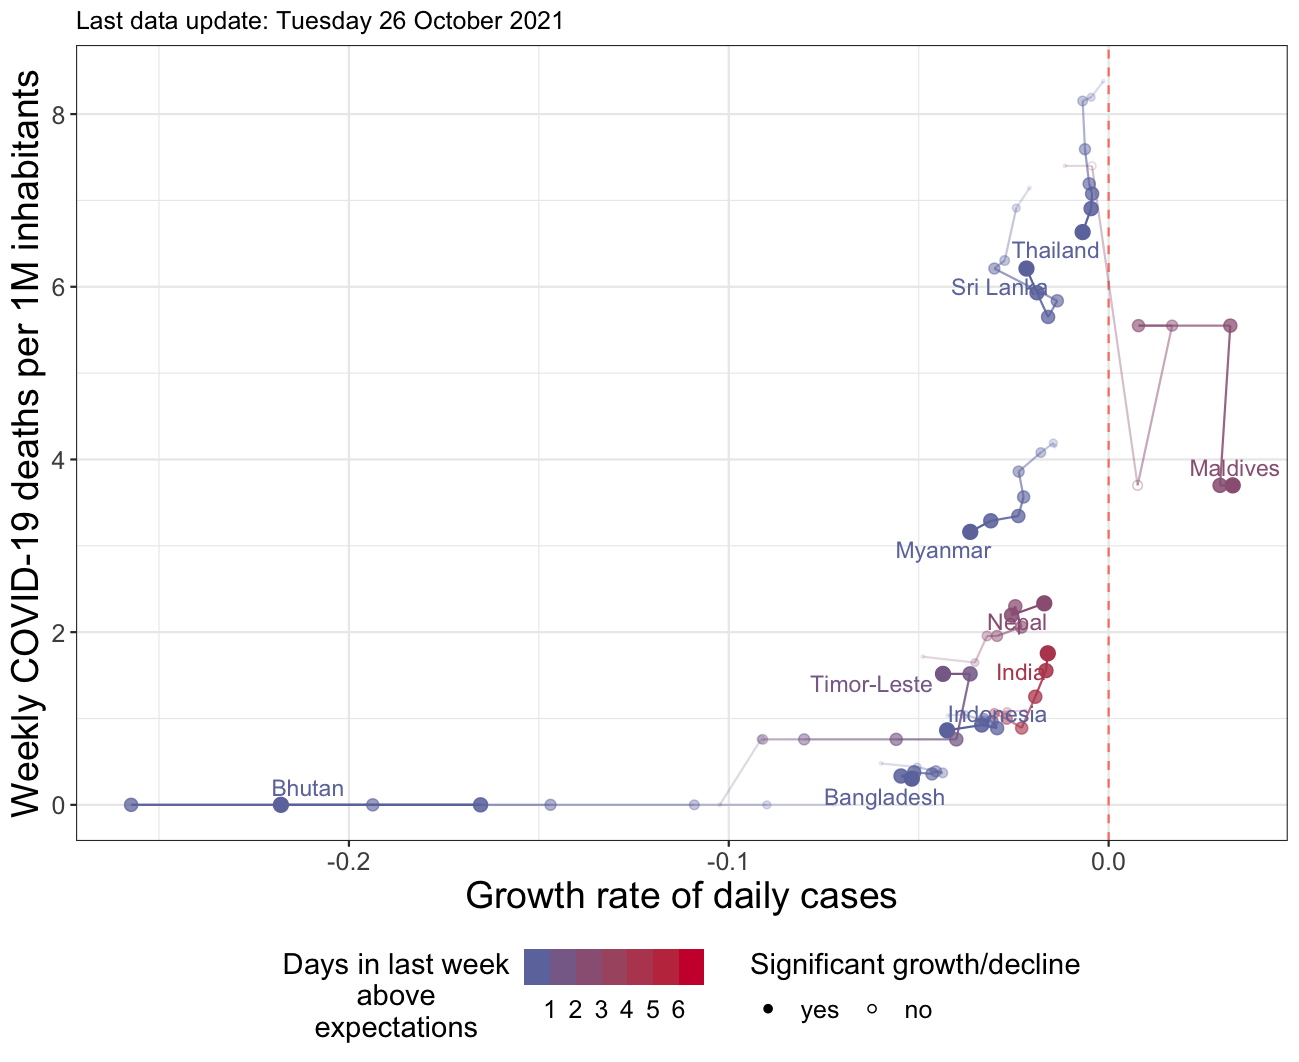 Last data update: Tuesday 26 October 2021
Weekly COVID-19 deaths per 1M inhabitants
8
6
4
2
0
Thailand
Sri Lanka
Maldives
Myanmar
Nepal
India
Timor-Leste
Indonesia
Bhutan
Bangladesh
-0.2 -0.1 0.0
Growth rate of daily cases
Days in last week
above
expectations
1 2 3 4 5 6
Significant growth/decline
yes no